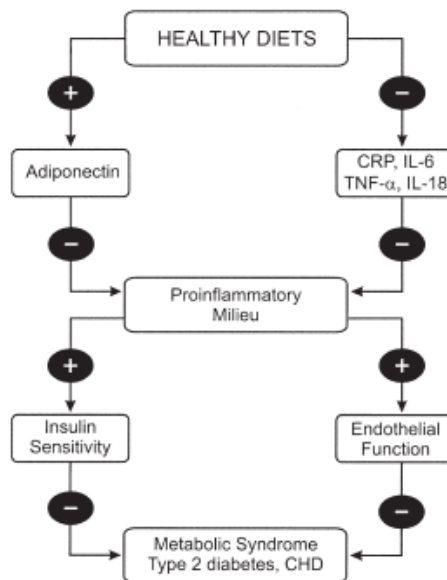 HEALTHY DIETS
+
−
Adiponectin
CRP, IL-6
TNF-α, IL-18
−
−
Proinflammatory
Milieu
+
+
Insulin
Sensitivity
Endothelial
Function
−
−
Metabolic Syndrome
Type 2 diabetes, CHD